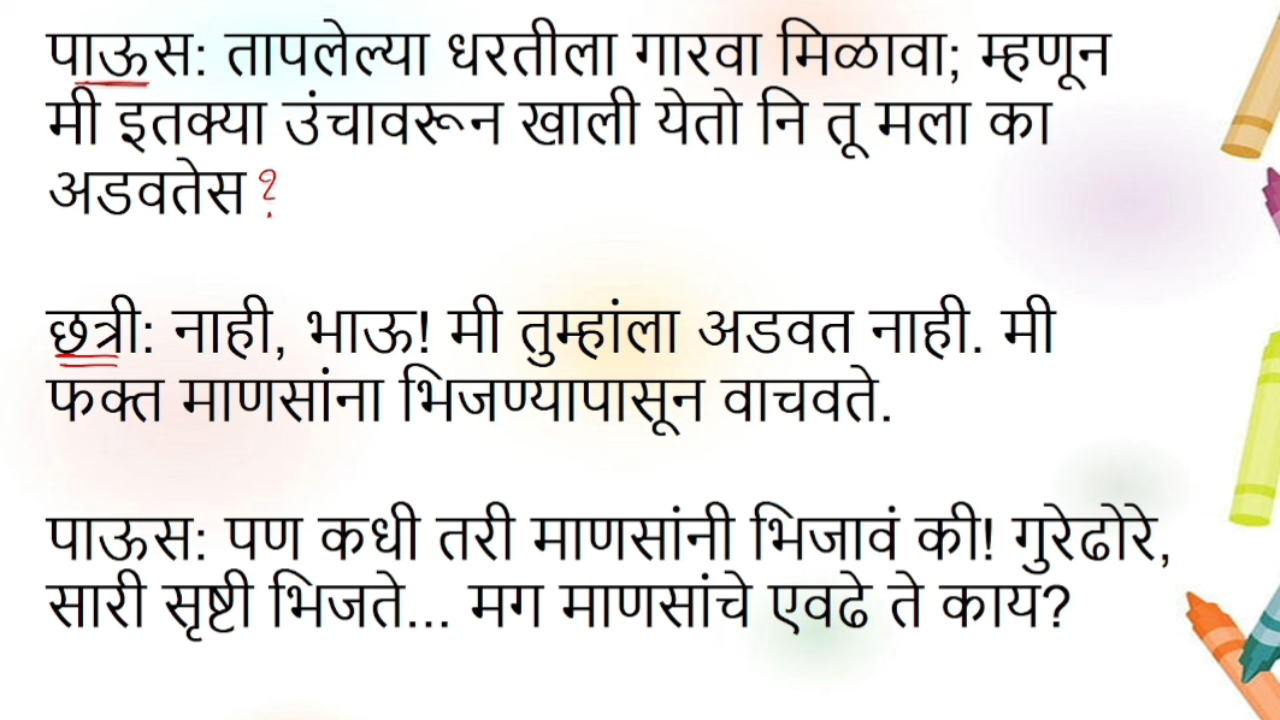 पाऊस: तापलेल्या धरतीला गारवा मिळावा; म्हणून
मी इतक्या उंचावरून खाली येतो नि तू मला का
अडवतेस ?
छत्री: नाही, भाऊ! मी तुम्हांला अडवत नाही. मी
फक्त माणसांना भिजण्यापासून वाचवते.
पाऊस: पण कधी तरी माणसांनी भिजावं की! गुरेढोरे,
सारी सृष्टी भिजते... मग माणसांचे एवढे ते काय?